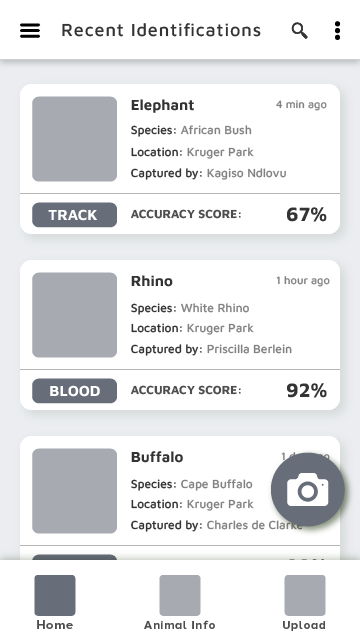 Recent Identifications
Elephant 4 min ago
Species: African Bush
Location: Kruger Park
Captured by: Kagiso Ndlovu
TRACK ACCURACY SCORE: 67%
Rhino 1 hour ago
Species: White Rhino
Location: Kruger Park
Captured by: Priscilla Berlein
BLOOD ACCURACY SCORE: 92%
Buffalo
Species: Cape Buffalo
Location: Kruger Park
Captured by: Charles de Clarke
Home Animal Info Upload